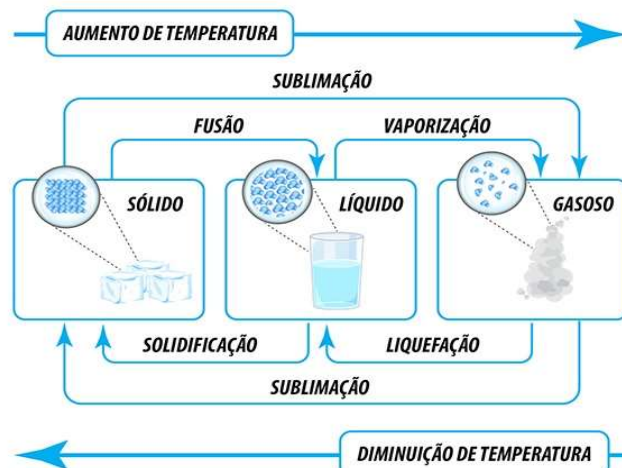 AUMENTO DE TEMPERATURA
SUBLIMAÇÃO
FUSÃO
VAPORIZAÇÃO
SÓLIDO
LÍQUIDO
GASOSO
SOLIDIFICAÇÃO
LIQUEFAÇÃO
SUBLIMAÇÃO
DIMINUIÇÃO DE TEMPERATURA